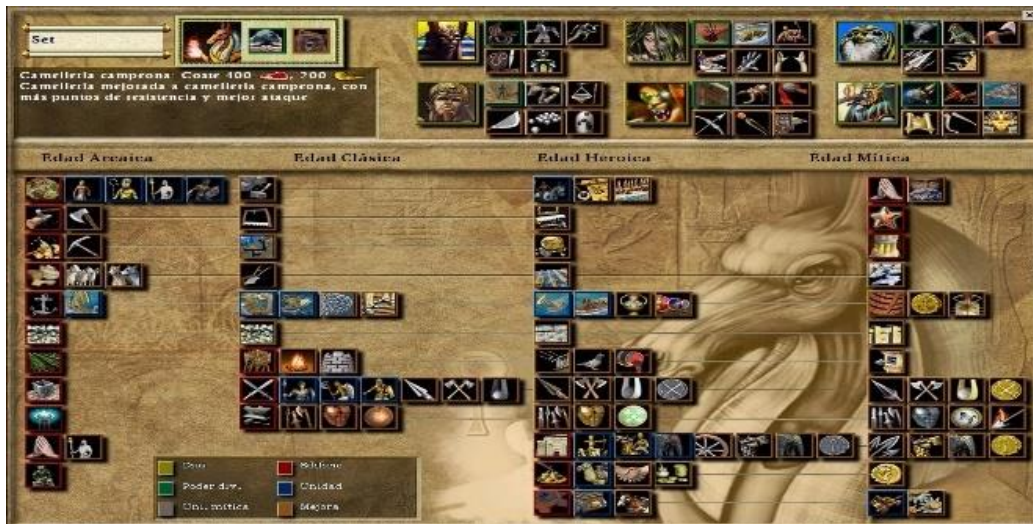 Set
Camellería campeona Coste 400 , 200
Camellería mejorada a camellería campeona, con
más puntos de resistencia y mejor ataque
Edad Arcaica Edad Clásica Edad Heroica Edad Mítica
Dios Edificio
Poder div. Unidad
Uni. mítica Mejora